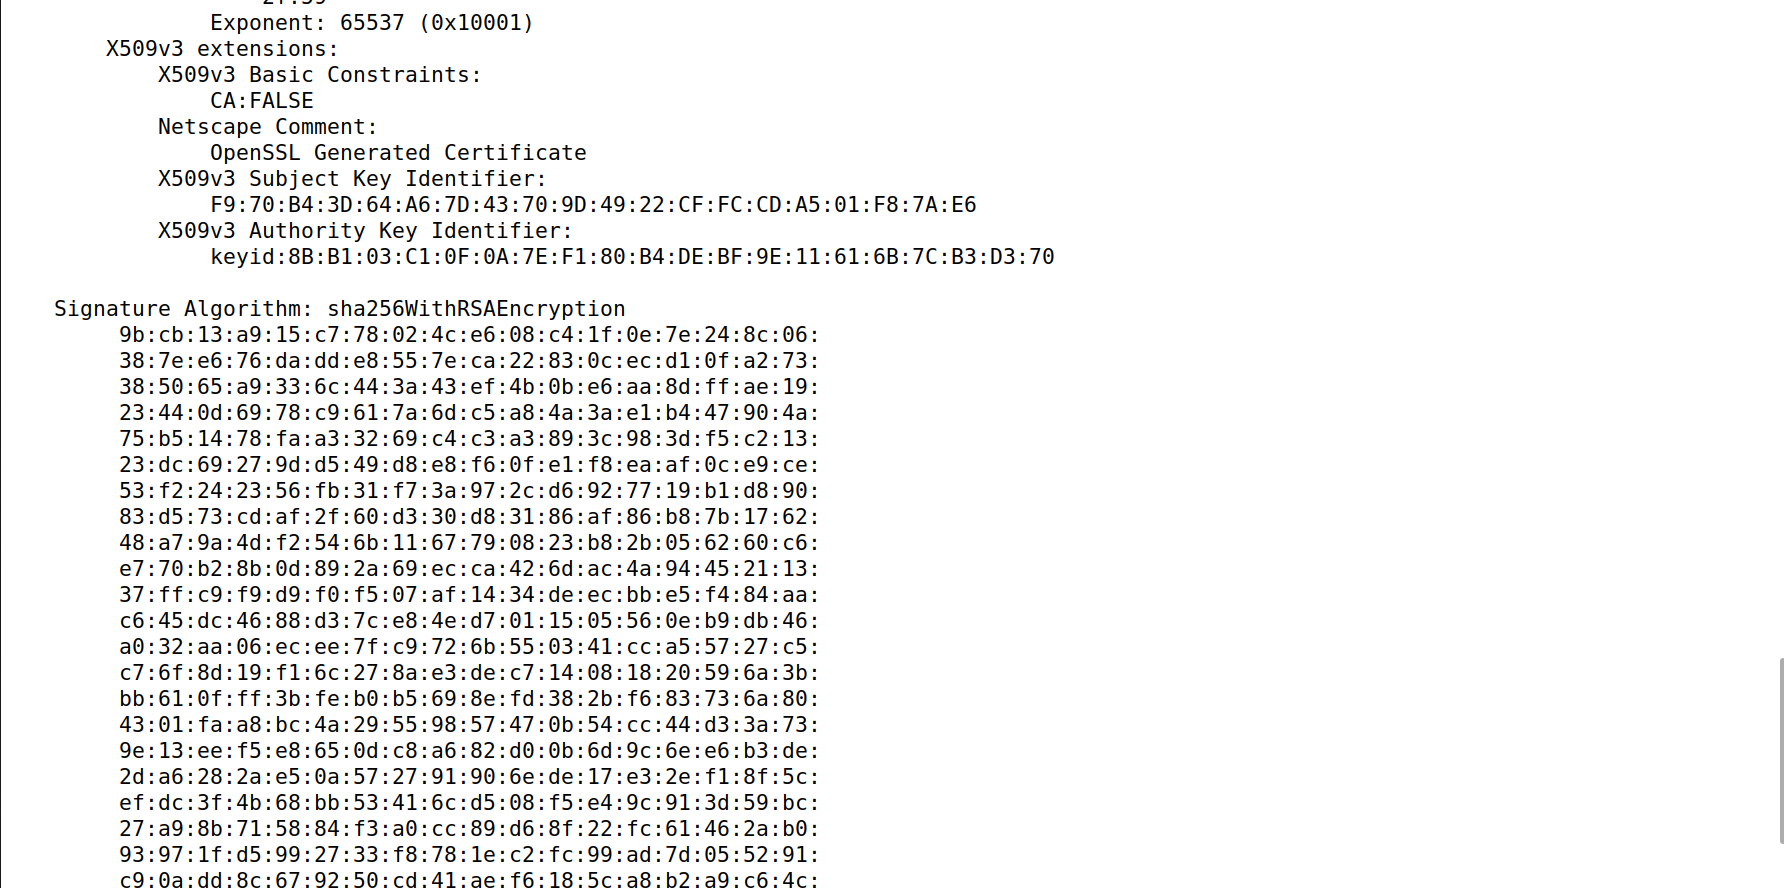 Exponent: 65537 (0x10001)
X509v3 extensions:
X509v3 Basic Constraints:
CA:FALSE
Netscape Comment:
OpenSSL Generated Certificate
X509v3 Subject Key Identifier:
F9:70:B4:3D:64:A6:7D:43:70:9D:49:22:CF:FC:CD:A5:01:F8:7A:E6
X509v3 Authority Key Identifier:
keyid:8B:B1:03:C1:0F:0A:7E:F1:80:B4:DE:BF:9E:11:61:6B:7C:B3:D3:70
Signature Algorithm: sha256WithRSAEncryption
9b:cb:13:a9:15:c7:78:02:4c:e6:08:c4:1f:0e:7e:24:8c:06:
38:7e:e6:76:da:dd:e8:55:7e:ca:22:83:0c:ec:d1:0f:a2:73:
38:50:65:a9:33:6c:44:3a:43:ef:4b:0b:e6:aa:8d:ff:ae:19:
23:44:0d:69:78:c9:61:7a:6d:c5:a8:4a:3a:e1:b4:47:90:4a:
75:b5:14:78:fa:a3:32:69:c4:c3:a3:89:3c:98:3d:f5:c2:13:
23:dc:69:27:9d:d5:49:d8:e8:f6:0f:e1:f8:ea:af:0c:e9:ce:
53:f2:24:23:56:fb:31:f7:3a:97:2c:d6:92:77:19:b1:d8:90:
83:d5:73:cd:af:2f:60:d3:30:d8:31:86:af:86:b8:7b:17:62:
48:a7:9a:4d:f2:54:6b:11:67:79:08:23:b8:2b:05:62:60:c6:
e7:70:b2:8b:0d:89:2a:69:ec:ca:42:6d:ac:4a:94:45:21:13:
37:ff:c9:f9:d9:f0:f5:07:af:14:34:de:ec:bb:e5:f4:84:aa:
c6:45:dc:46:88:d3:7c:e8:4e:d7:01:15:05:56:0e:b9:db:46:
a0:32:aa:06:ec:ee:7f:c9:72:6b:55:03:41:cc:a5:57:27:c5:
c7:6f:8d:19:f1:6c:27:8a:e3:de:c7:14:08:18:20:59:6a:3b:
bb:61:0f:ff:3b:fe:b0:b5:69:8e:fd:38:2b:f6:83:73:6a:80:
43:01:fa:a8:bc:4a:29:55:98:57:47:0b:54:cc:44:d3:3a:73:
9e:13:ee:f5:e8:65:0d:c8:a6:82:d0:0b:6d:9c:6e:e6:b3:de:
2d:a6:28:2a:e5:0a:57:27:91:90:6e:de:17:e3:2e:f1:8f:5c:
ef:dc:3f:4b:68:bb:53:41:6c:d5:08:f5:e4:9c:91:3d:59:bc:
27:a9:8b:71:58:84:f3:a0:cc:89:d6:8f:22:fc:61:46:2a:b0:
93:97:1f:d5:99:27:33:f8:78:1e:c2:fc:99:ad:7d:05:52:91:
c9:0a:dd:8c:67:92:50:cd:41:ae:f6:18:5c:a8:b2:a9:c6:4c: